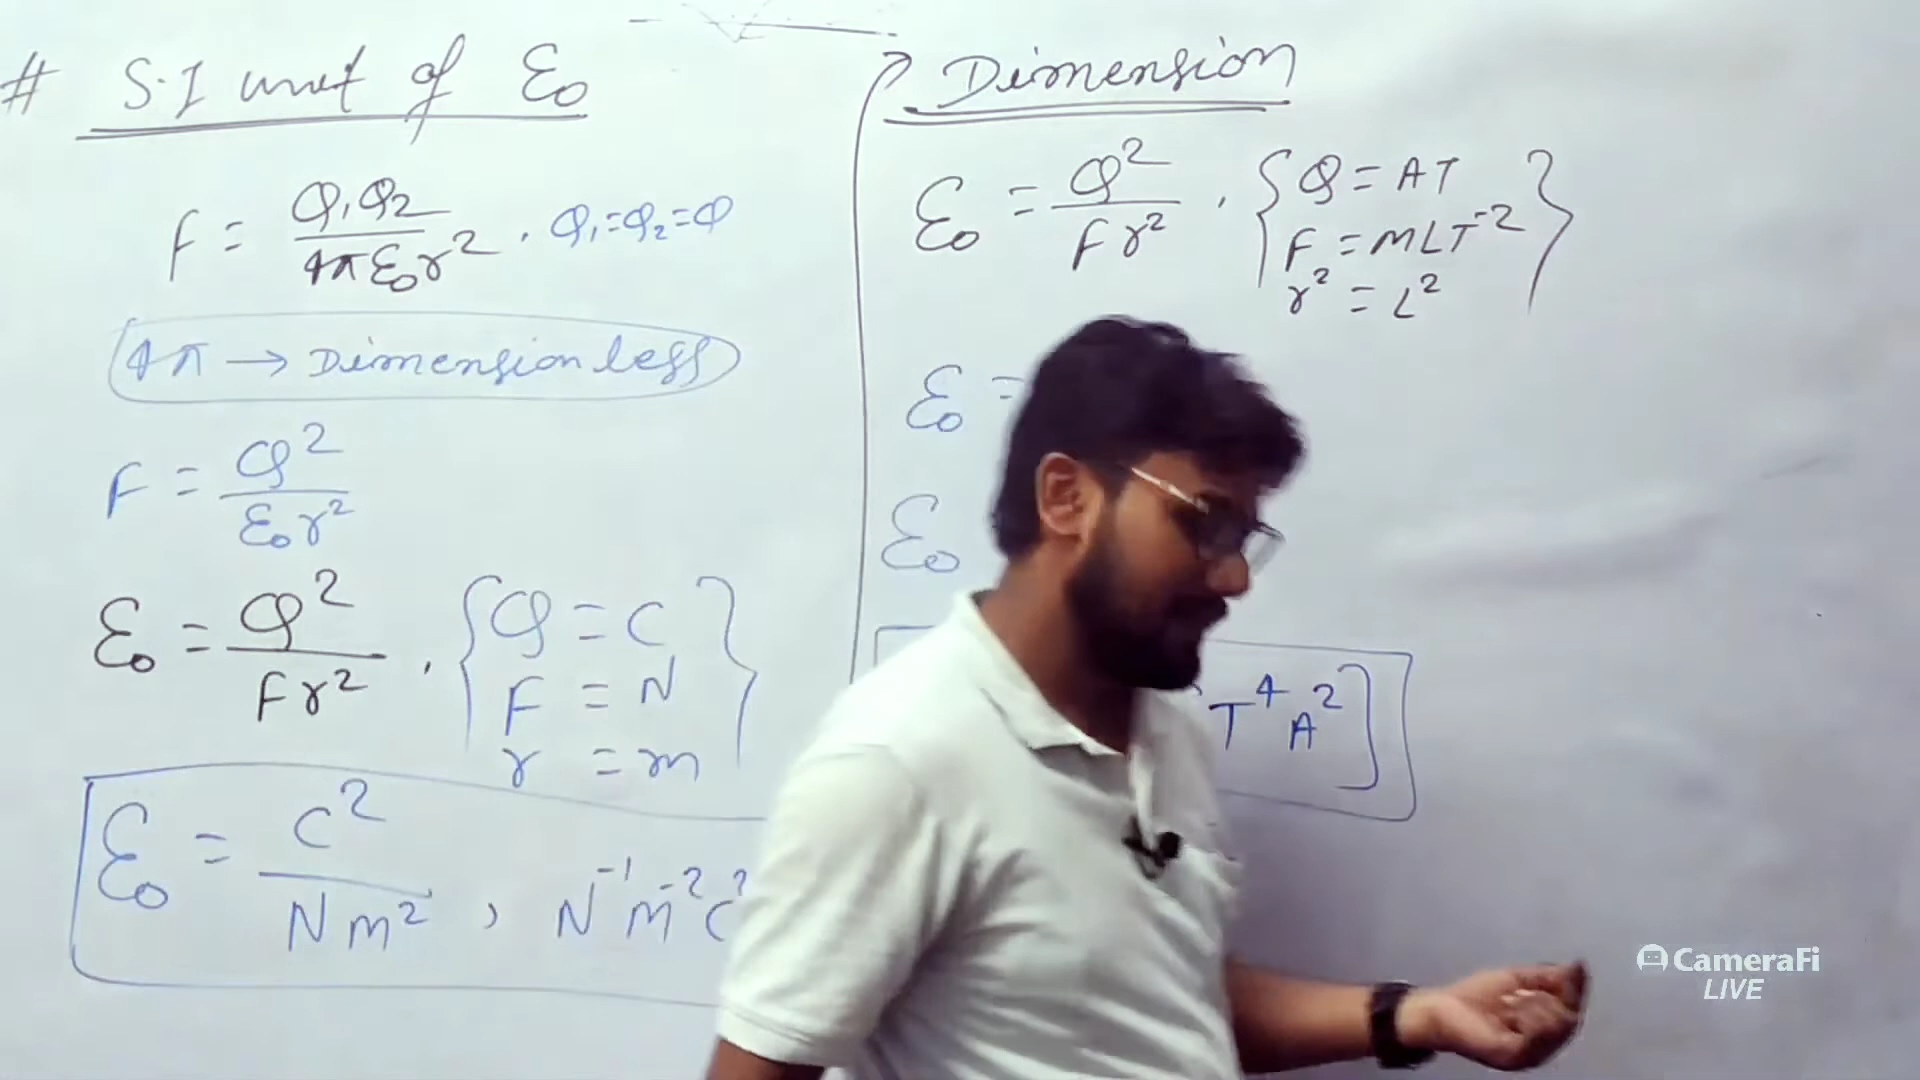 # S.I unit of ε₀
F = Q₁Q₂ / 4πε₀r² . Q₁=Q₂=Q
4π → Dimensionless
F = Q² / ε₀r²
ε₀ = Q² / Fr² . { Q = C
F = N
r = m }
ε₀ = C² / Nm² , N⁻¹m⁻²C²
Dimension
ε₀ = Q² / Fr² . { Q = AT
F = MLT⁻²
r² = L² }
ε₀ =
ε₀
T⁴A²]
CameraFi
LIVE